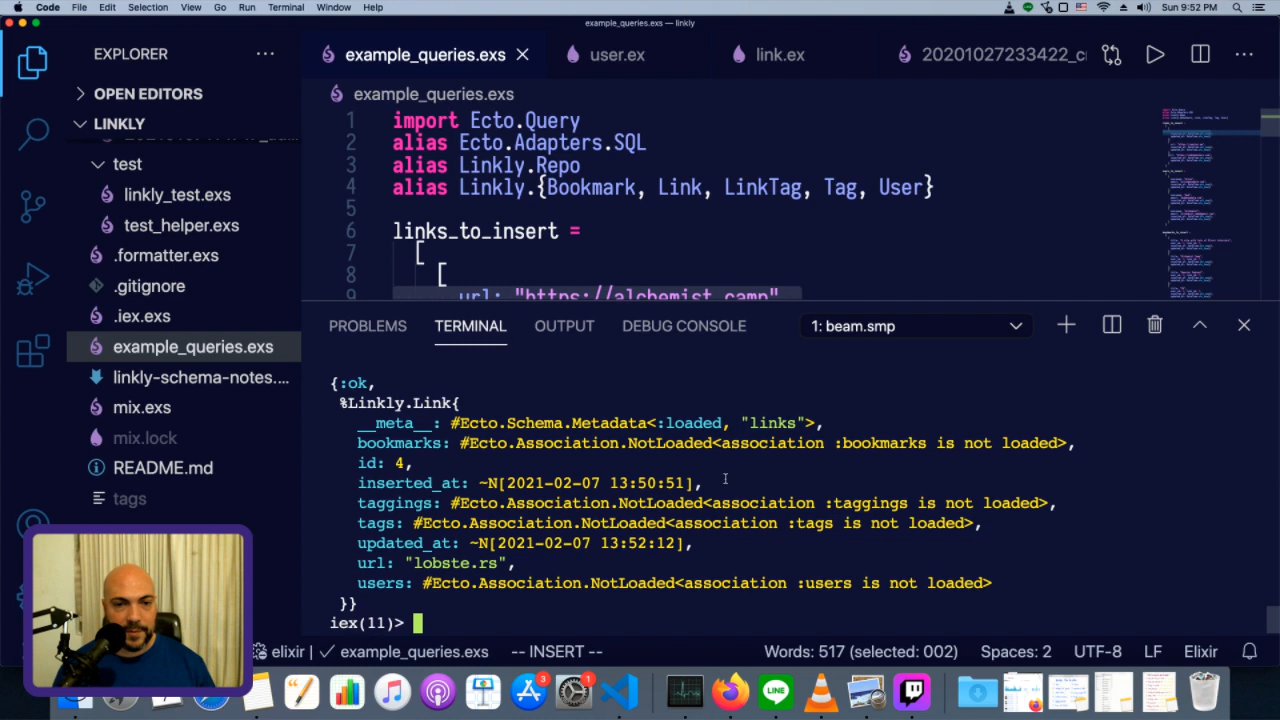 Code File Edit Selection View Go Run Terminal Window Help Sun 9:52 PM
example_queries.exs — linkly
EXPLORER
example_queries.exs
user.ex
link.ex
20201027233422_c
OPEN EDITORS
LINKLY
test
linkly_test.exs
test_helper.exs
.formatter.exs
.gitignore
.iex.exs
example_queries.exs
linkly-schema-notes....
mix.exs
mix.lock
README.md
tags
example_queries.exs
1 import Ecto.Query
2 alias Ecto.Adapters.SQL
3 alias Linkly.Repo
4 alias Linkly.{Bookmark, Link, LinkTag, Tag, User}
5
6 links_to_insert =
7 [
8 [
9 url: "https://alchemist.camp"
PROBLEMS TERMINAL OUTPUT DEBUG CONSOLE 1: beam.smp
{:ok,
%Linkly.Link{
__meta__: #Ecto.Schema.Metadata<:loaded, "links">,
bookmarks: #Ecto.Association.NotLoaded<association :bookmarks is not loaded>,
id: 4,
inserted_at: ~N[2021-02-07 13:50:51],
taggings: #Ecto.Association.NotLoaded<association :taggings is not loaded>,
tags: #Ecto.Association.NotLoaded<association :tags is not loaded>,
updated_at: ~N[2021-02-07 13:52:12],
url: "lobste.rs",
users: #Ecto.Association.NotLoaded<association :users is not loaded>
}}
iex(11)>
elixir | ✓ example_queries.exs -- INSERT -- Words: 517 (selected: 002) Spaces: 2 UTF-8 LF Elixir
3
1